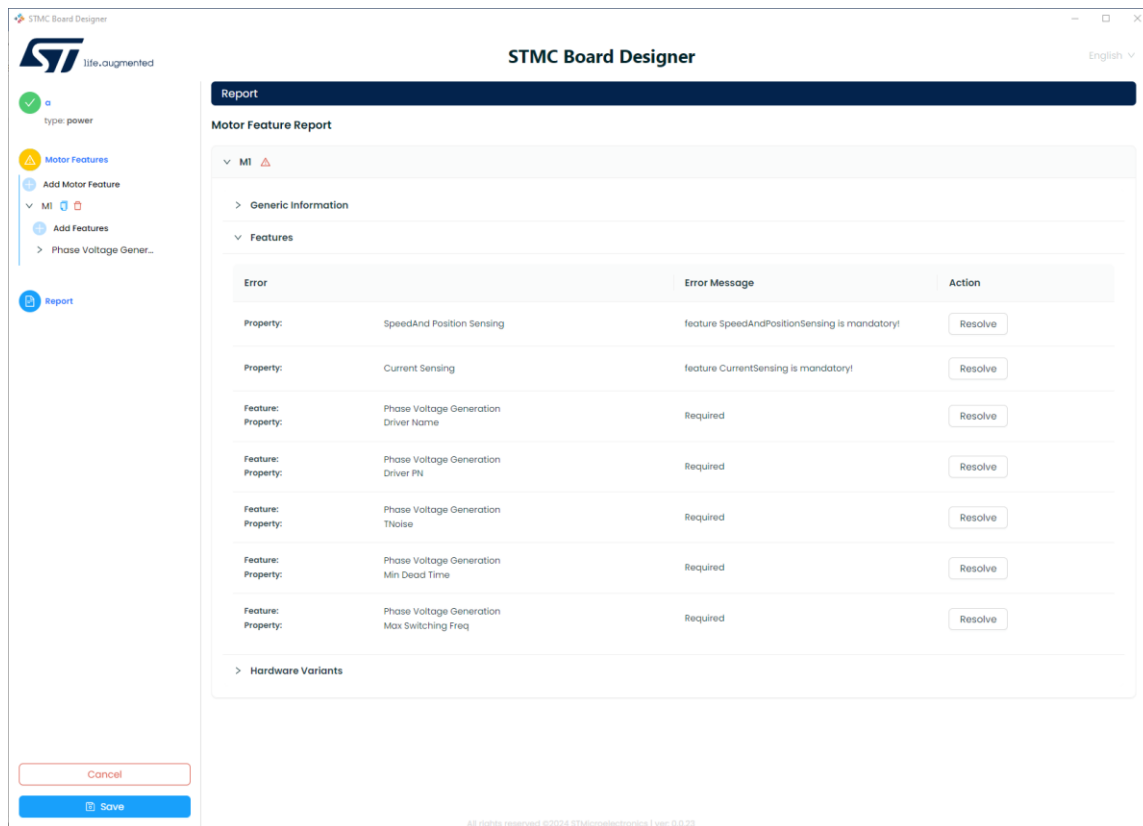 STMC Board Designer
life.augmented
STMC Board Designer
English
a
type: power
Motor Features
Add Motor Feature
M1
Add Features
Phase Voltage Gener...
Report
Cancel
Save
Report
Motor Feature Report
M1
Generic Information
Features
Error Error Message Action
Property: SpeedAnd Position Sensing feature SpeedAndPositionSensing is mandatory! Resolve
Property: Current Sensing feature CurrentSensing is mandatory! Resolve
Feature: Phase Voltage Generation
Property: Driver Name
Required Resolve
Feature: Phase Voltage Generation
Property: Driver PN
Required Resolve
Feature: Phase Voltage Generation
Property: TNoise
Required Resolve
Feature: Phase Voltage Generation
Property: Min Dead Time
Required Resolve
Feature: Phase Voltage Generation
Property: Max Switching Freq
Required Resolve
Hardware Variants
All rights reserved ©2024 STMicroelectronics | ver: 0.0.23